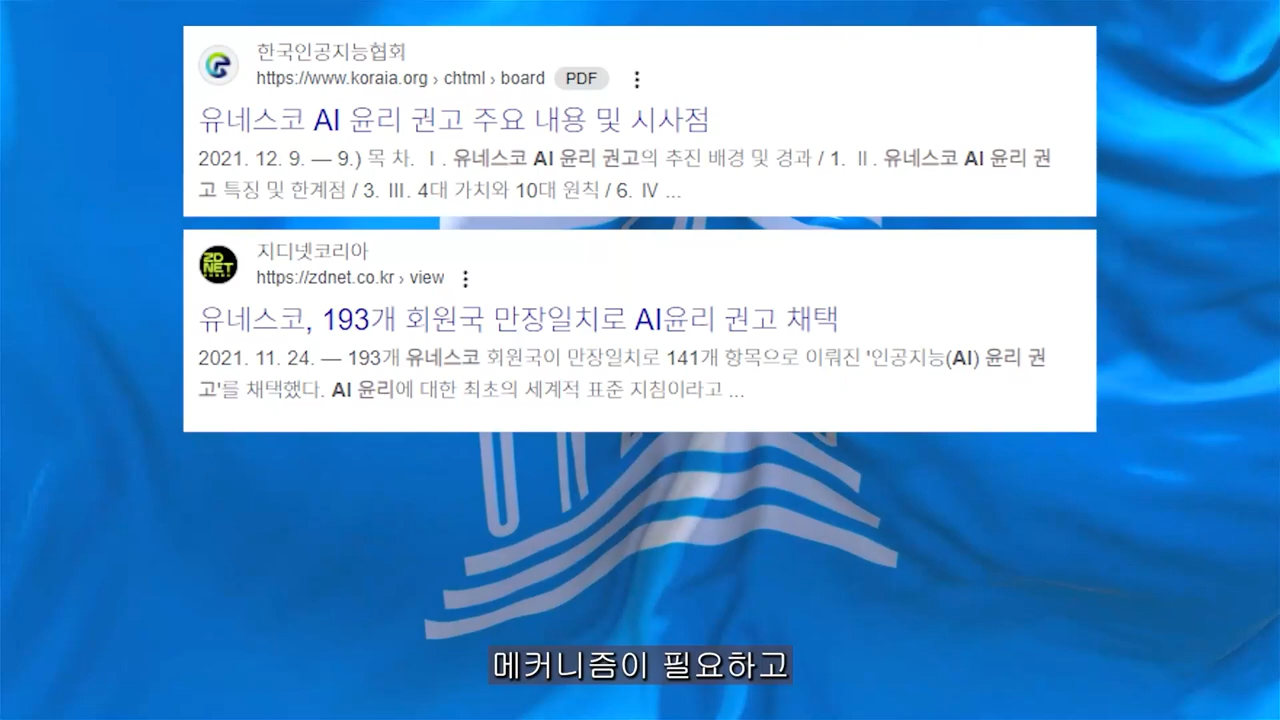 한국인공지능협회
https://www.koraia.org › chtml › board PDF
유네스코 AI 윤리 권고 주요 내용 및 시사점
2021. 12. 9. — 9.) 목 차. Ⅰ. 유네스코 AI 윤리 권고의 추진 배경 및 경과 / 1. Ⅱ. 유네스코 AI 윤리 권
고 특징 및 한계점 / 3. Ⅲ. 4대 가치와 10대 원칙 / 6. Ⅳ ...
ZD
NET
지디넷코리아
https://zdnet.co.kr › view
유네스코, 193개 회원국 만장일치로 AI윤리 권고 채택
2021. 11. 24. — 193개 유네스코 회원국이 만장일치로 141개 항목으로 이뤄진 '인공지능(AI) 윤리 권
고'를 채택했다. AI 윤리에 대한 최초의 세계적 표준 지침이라고 ...
메커니즘이 필요하고